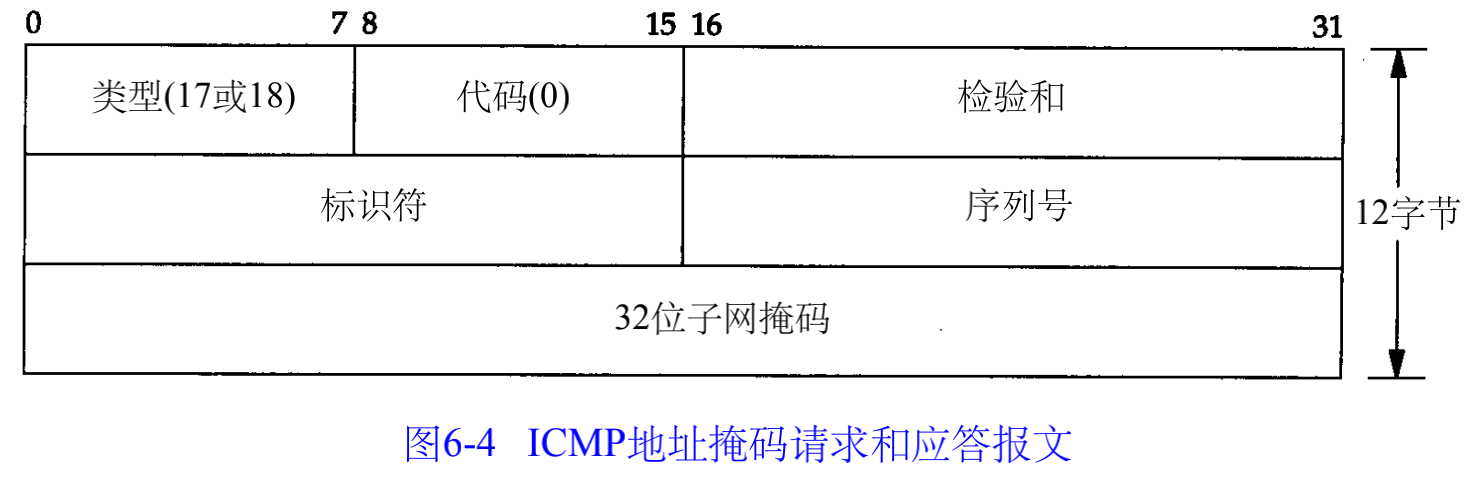 0 7 8 15 16 31
类型(17或18) 代码(0) 检验和
标识符 序列号 12字节
32位子网掩码
图6-4 ICMP地址掩码请求和应答报文